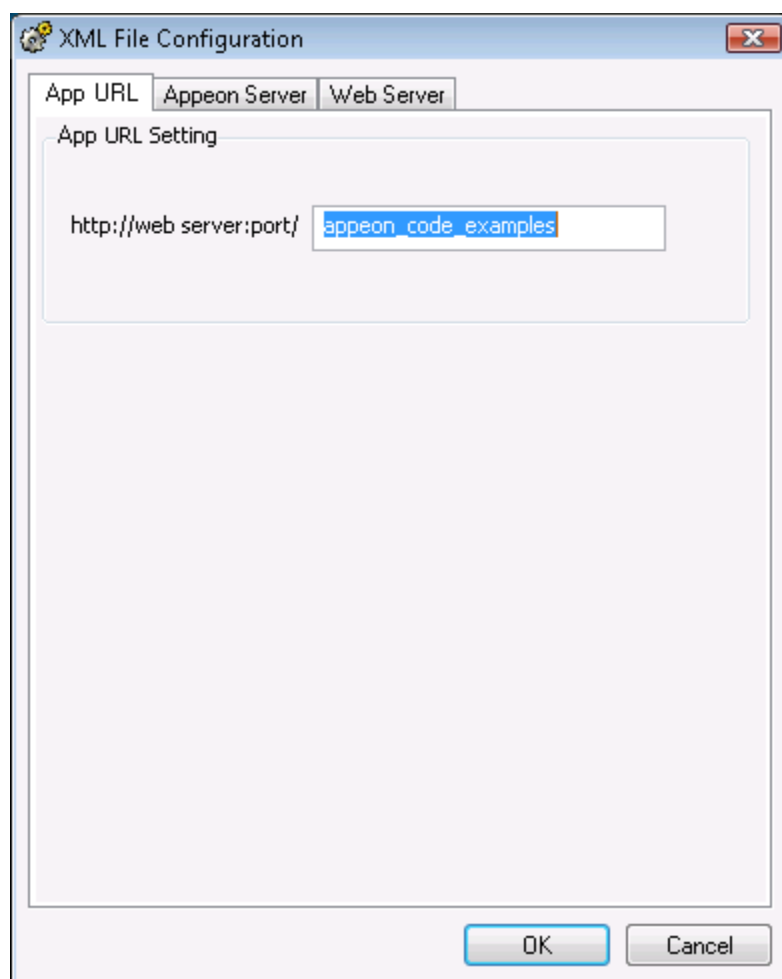 XML File Configuration
App URL Appeon Server Web Server
App URL Setting
http://web server:port/ appeon_code_examples
OK Cancel